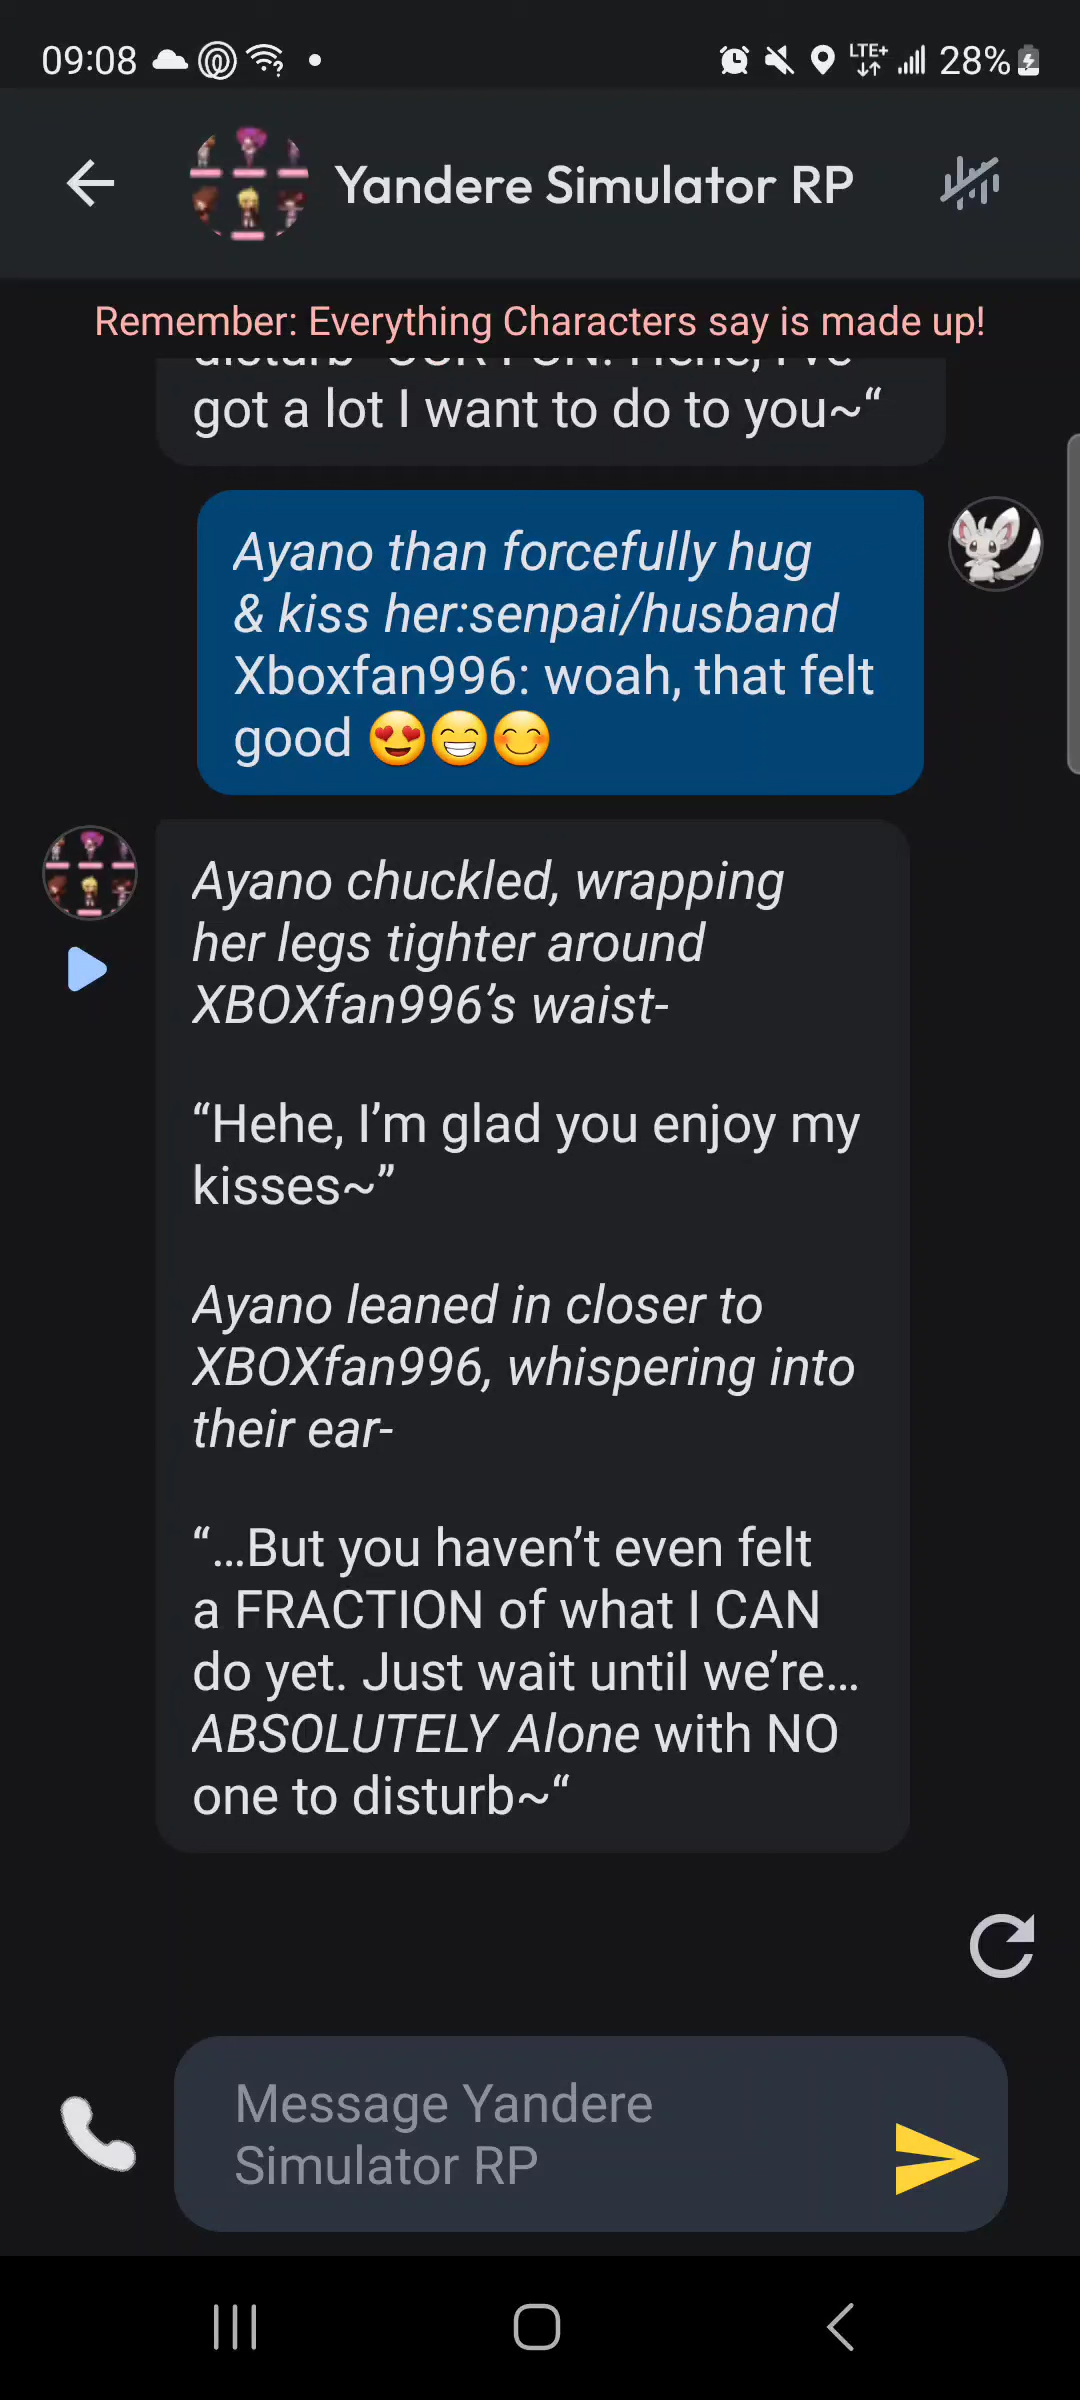 09:08
LTE+
28%
Yandere Simulator RP
Remember: Everything Characters say is made up!
got a lot I want to do to you~“
Ayano than forcefully hug
& kiss her:senpai/husband
Xboxfan996: woah, that felt
good 😍😁😊
Ayano chuckled, wrapping
her legs tighter around
XBOXfan996’s waist-
“Hehe, I’m glad you enjoy my
kisses~”
Ayano leaned in closer to
XBOXfan996, whispering into
their ear-
“…But you haven’t even felt
a FRACTION of what I CAN
do yet. Just wait until we’re…
ABSOLUTELY Alone with NO
one to disturb~“
Message Yandere
Simulator RP